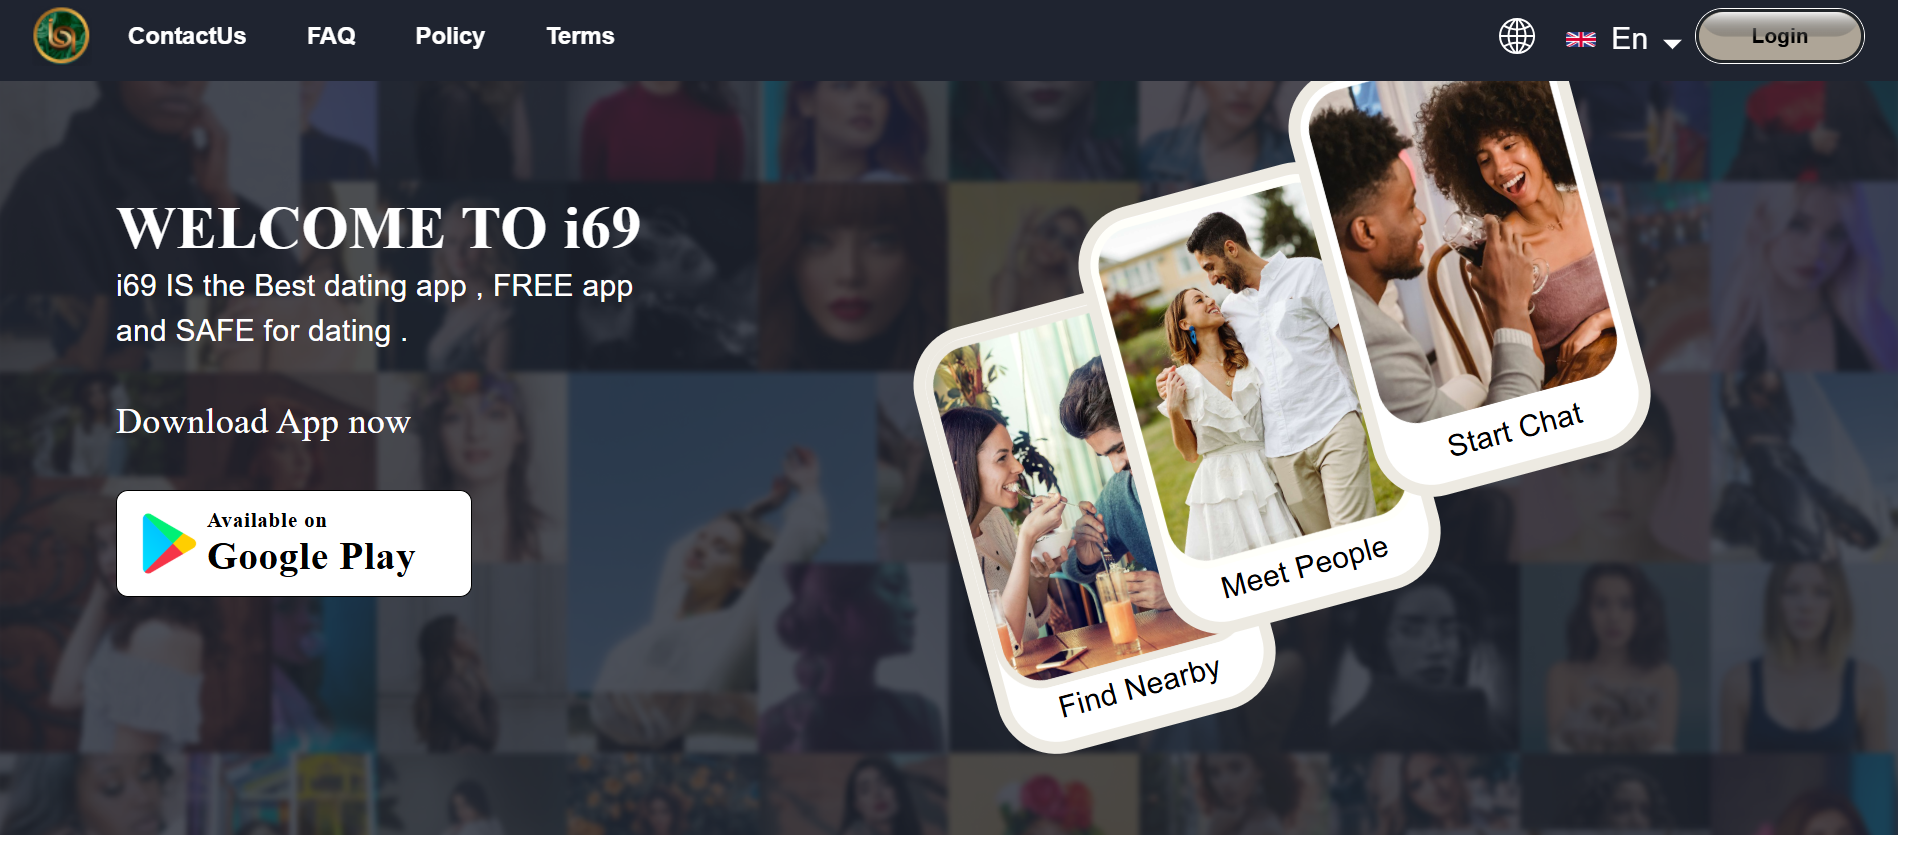 ContactUs
FAQ
Policy
Terms
En
Login
WELCOME TO i69
i69 IS the Best dating app , FREE app
and SAFE for dating .
Download App now
Available on
Google Play
Start Chat
Meet People
Find Nearby